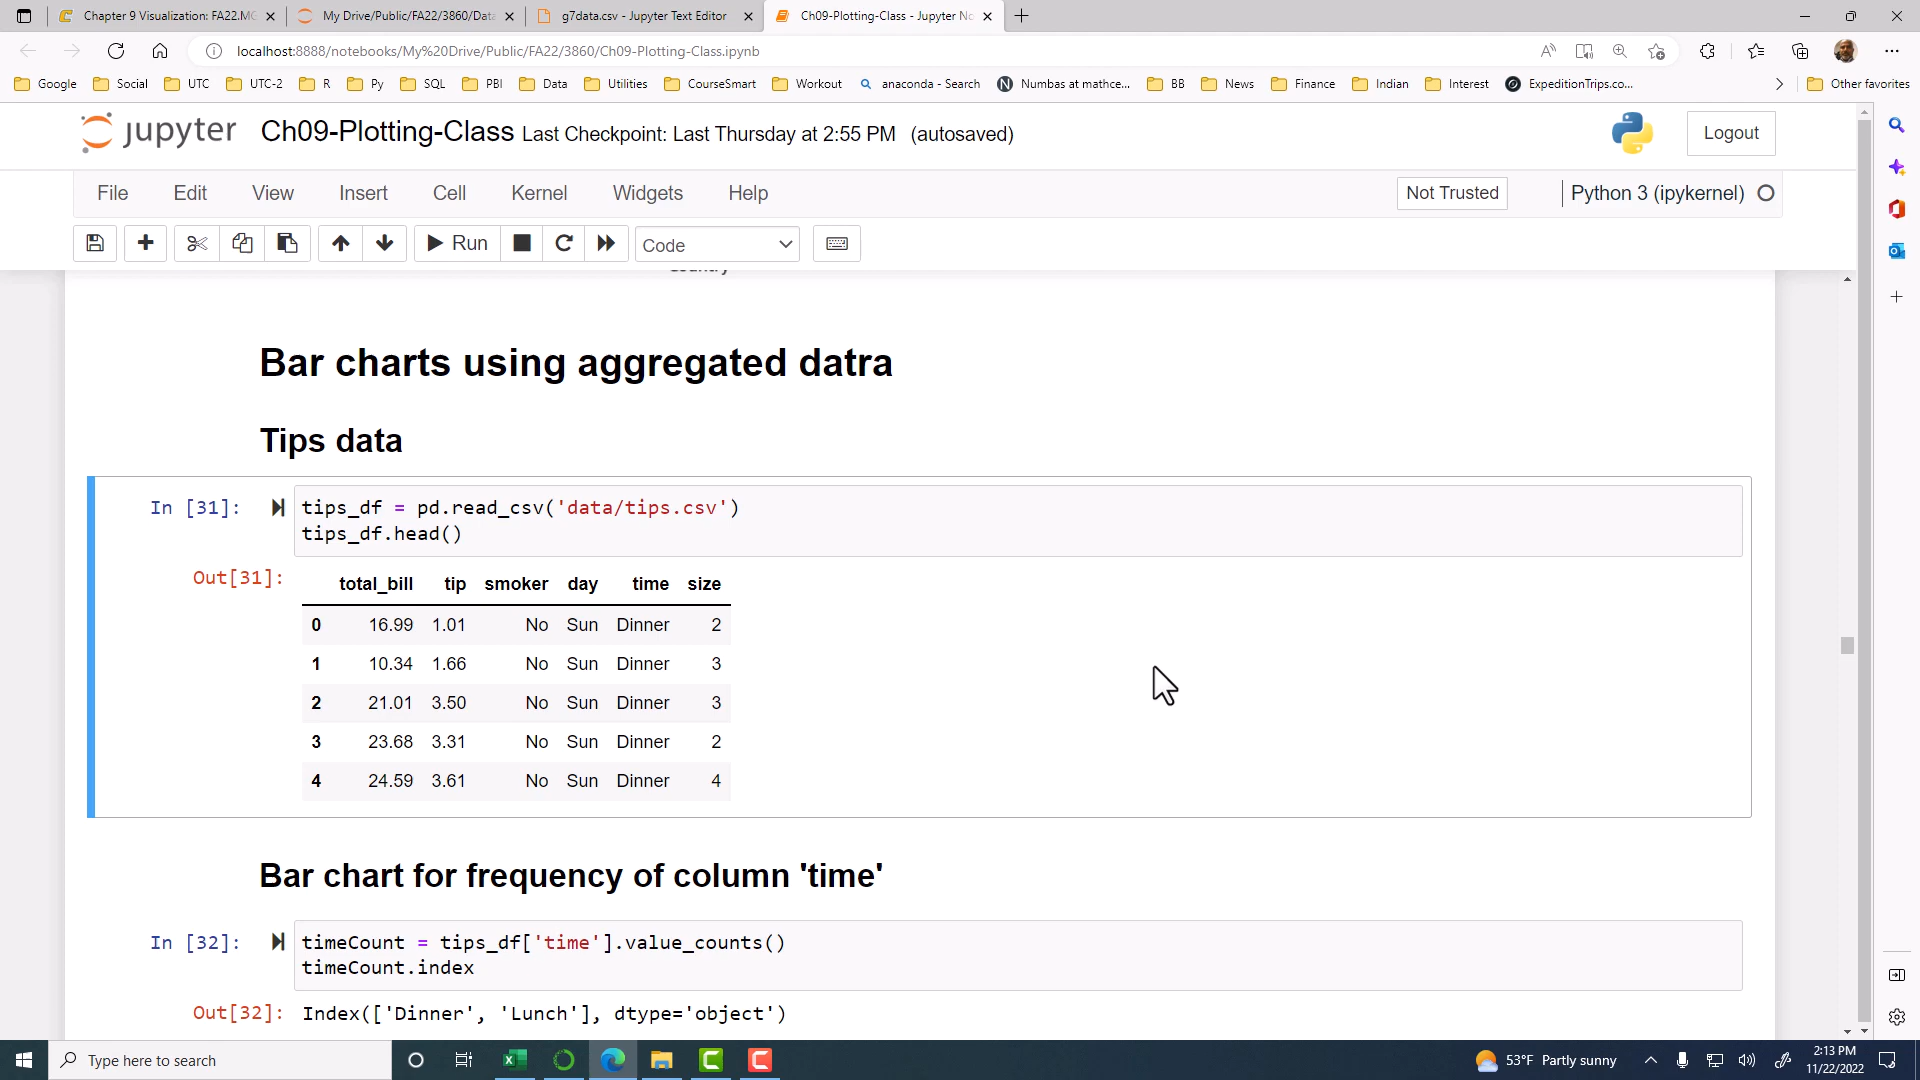 Chapter 9 Visualization: FA22.MG
My Drive/Public/FA22/3860/Data
g7data.csv - Jupyter Text Editor
Ch09-Plotting-Class - Jupyter No
localhost:8888/notebooks/My%20Drive/Public/FA22/3860/Ch09-Plotting-Class.ipynb
Google Social UTC UTC-2 R Py SQL PBI Data Utilities CourseSmart Workout anaconda - Search Numbas at mathce... BB News Finance Indian Interest ExpeditionTrips.co... Other favorites
jupyter Ch09-Plotting-Class Last Checkpoint: Last Thursday at 2:55 PM (autosaved) Logout
File Edit View Insert Cell Kernel Widgets Help Not Trusted Python 3 (ipykernel)
Run Code
Bar charts using aggregated datra
Tips data
In [31]: tips_df = pd.read_csv('data/tips.csv')
tips_df.head()
Out[31]:
total_bill tip smoker day time size
0 16.99 1.01 No Sun Dinner 2
1 10.34 1.66 No Sun Dinner 3
2 21.01 3.50 No Sun Dinner 3
3 23.68 3.31 No Sun Dinner 2
4 24.59 3.61 No Sun Dinner 4
Bar chart for frequency of column 'time'
In [32]: timeCount = tips_df['time'].value_counts()
timeCount.index
Out[32]: Index(['Dinner', 'Lunch'], dtype='object')
Type here to search
53°F Partly sunny
2:13 PM
11/22/2022